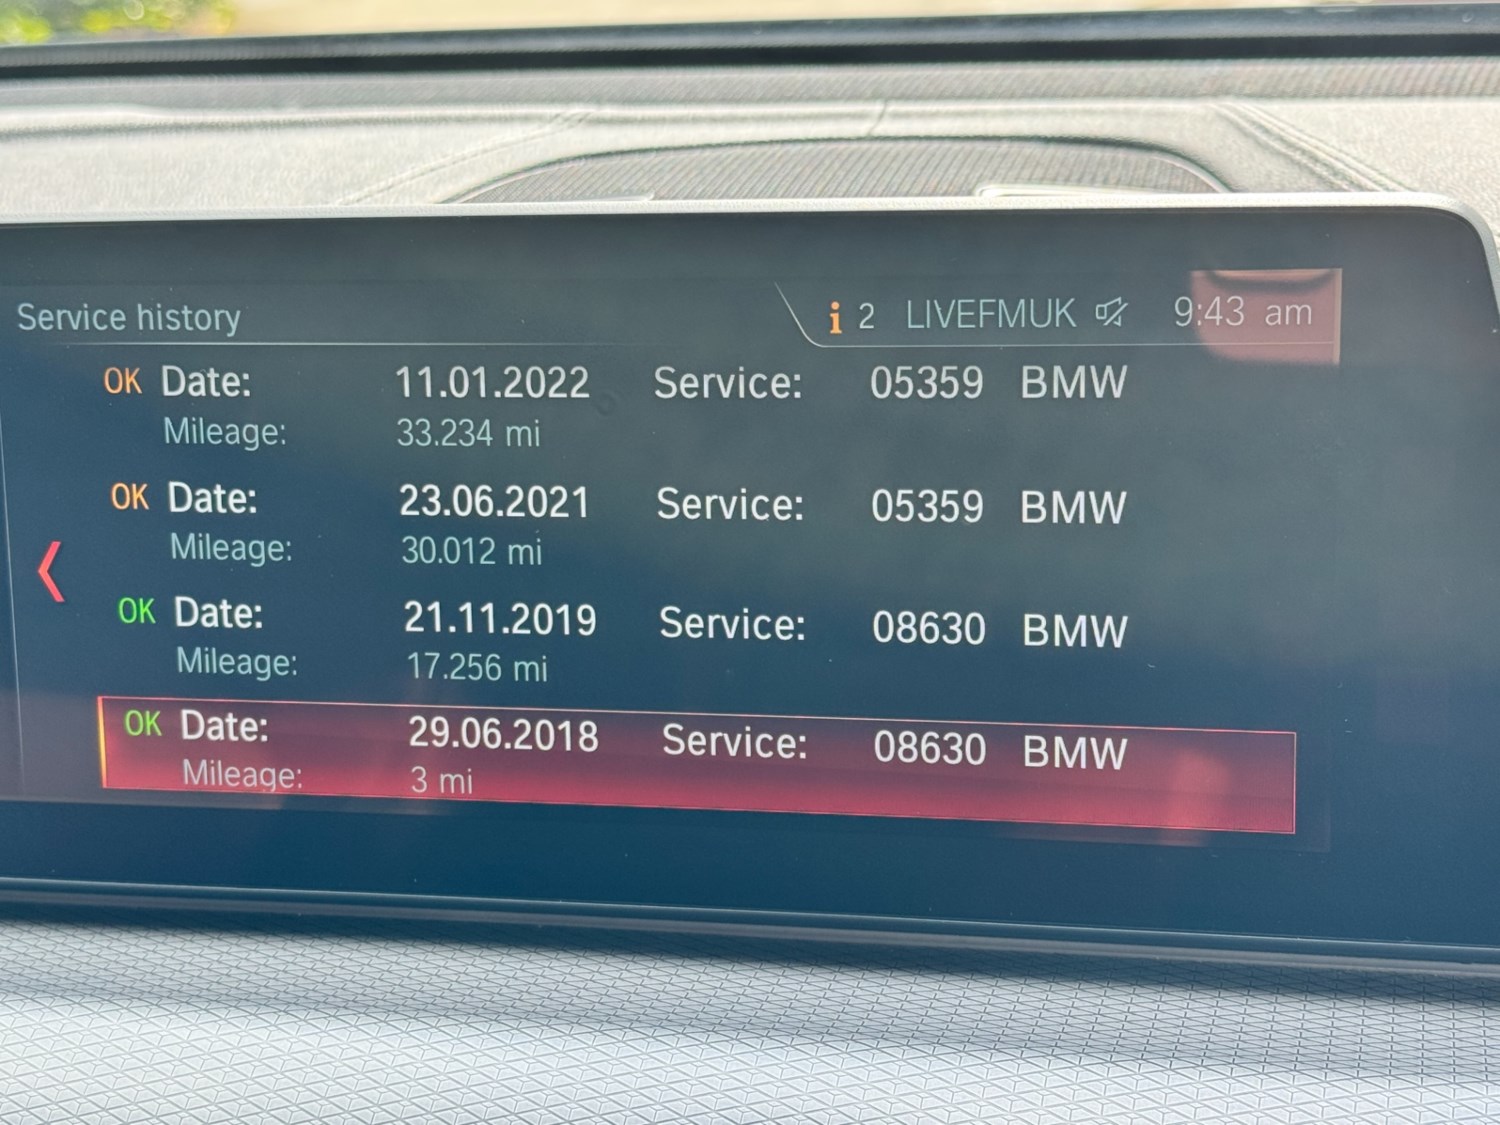 Service history
i 2 LIVEFMUK 9:43 am
OK Date: 11.01.2022 Service: 05359 BMW
Mileage: 33.234 mi
OK Date: 23.06.2021 Service: 05359 BMW
Mileage: 30.012 mi
OK Date: 21.11.2019 Service: 08630 BMW
Mileage: 17.256 mi
OK Date: 29.06.2018 Service: 08630 BMW
Mileage: 3 mi